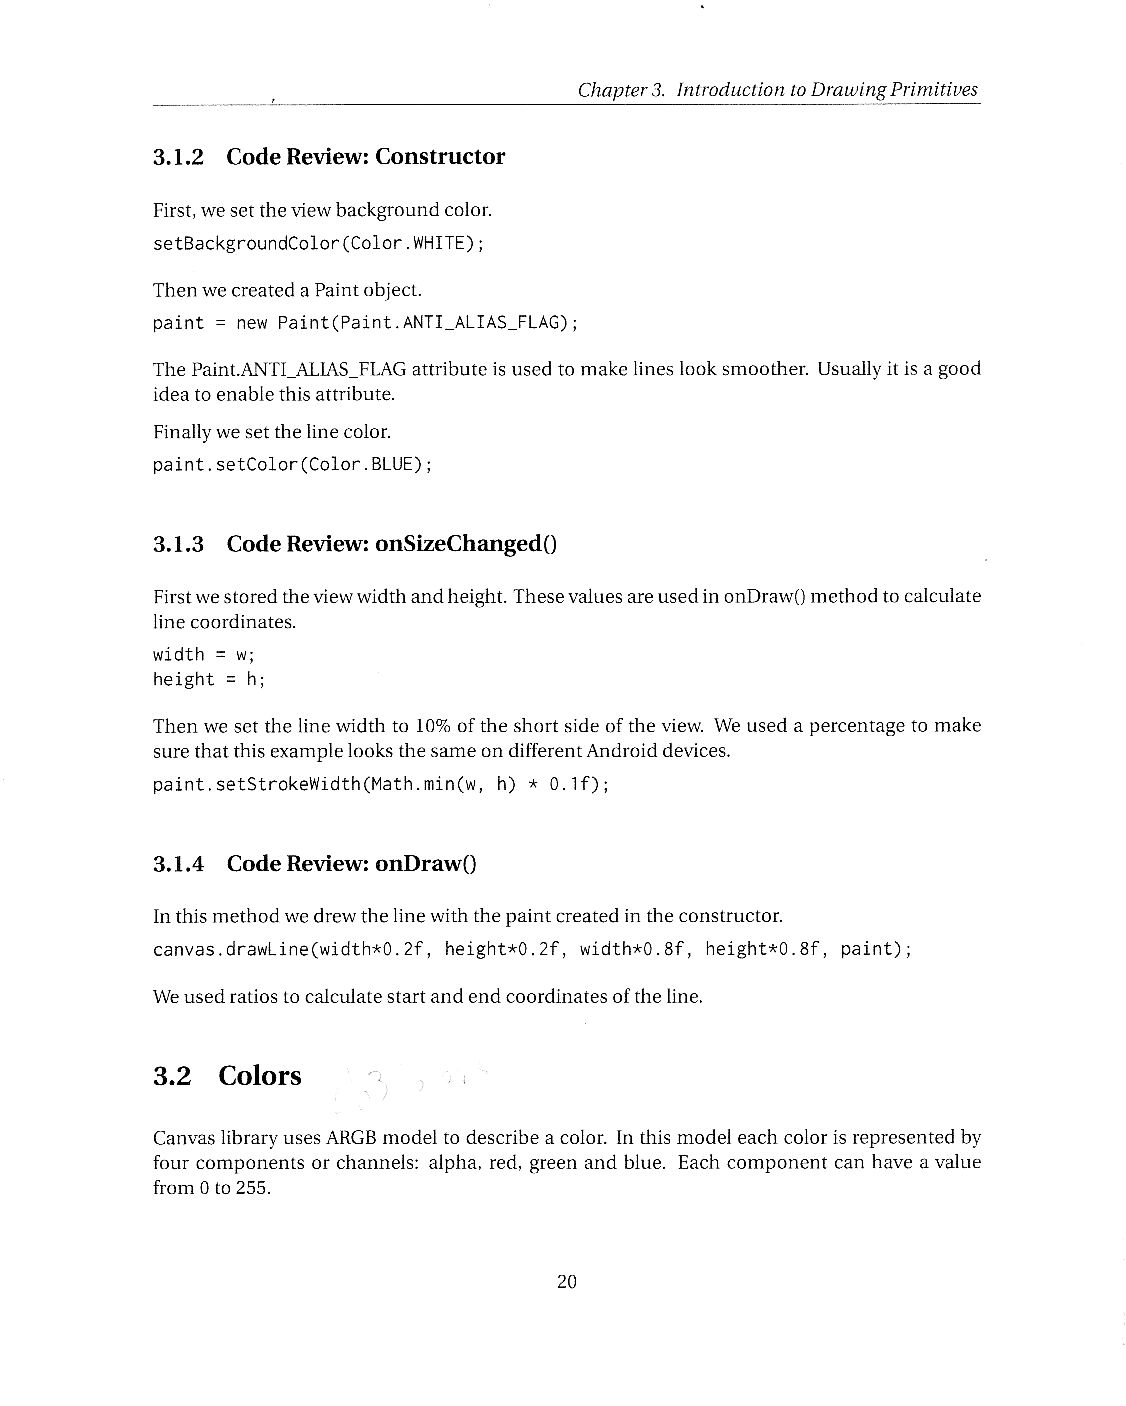 Chapter 3. Introduction to Drawing Primitives
3.1.2 Code Review: Constructor
First, we set the view background color.
setBackgroundColor(Color.WHITE);
Then we created a Paint object.
paint = new Paint(Paint.ANTI_ALIAS_FLAG);
The Paint.ANTI_ALIAS_FLAG attribute is used to make lines look smoother. Usually it is a good
idea to enable this attribute.
Finally we set the line color.
paint.setColor(Color.BLUE);
3.1.3 Code Review: onSizeChanged()
First we stored the view width and height. These values are used in onDraw() method to calculate
line coordinates.
width = w;
height = h;
Then we set the line width to 10% of the short side of the view. We used a percentage to make
sure that this example looks the same on different Android devices.
paint.setStrokeWidth(Math.min(w, h) * 0.1f);
3.1.4 Code Review: onDraw()
In this method we drew the line with the paint created in the constructor.
canvas.drawLine(width*0.2f, height*0.2f, width*0.8f, height*0.8f, paint);
We used ratios to calculate start and end coordinates of the line.
3.2 Colors
Canvas library uses ARGB model to describe a color. In this model each color is represented by
four components or channels: alpha, red, green and blue. Each component can have a value
from 0 to 255.
20